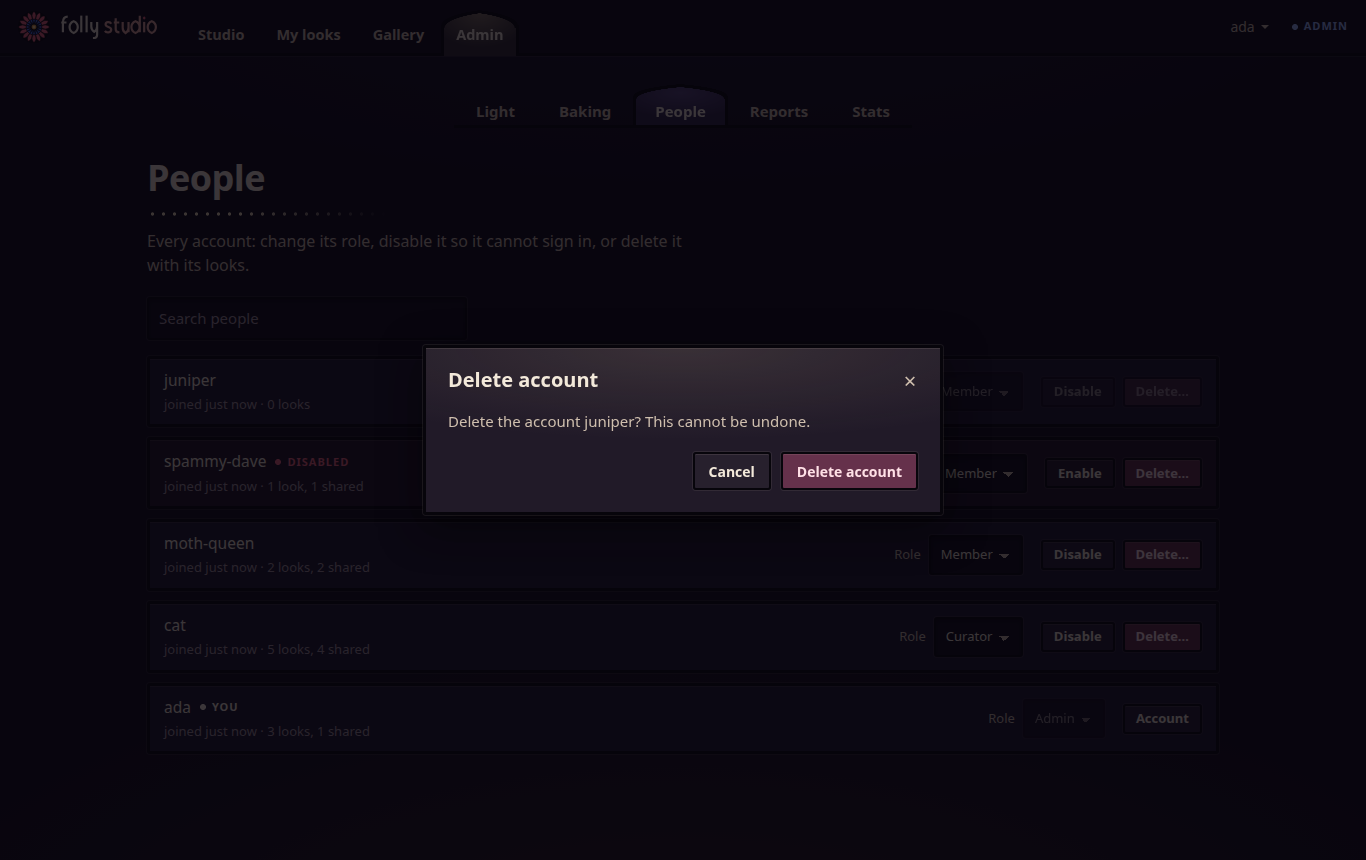 folly studio
Studio
My looks
Gallery
Admin
ada
ADMIN
Light
Baking
People
Reports
Stats
People
Every account: change its role, disable it so it cannot sign in, or delete it
with its looks.
Search people
juniper
joined just now · 0 looks
Member
Disable
Delete...
Delete account
×
Delete the account juniper? This cannot be undone.
Cancel
Delete account
spammy-dave
DISABLED
joined just now · 1 look, 1 shared
Member
Enable
Delete...
moth-queen
joined just now · 2 looks, 2 shared
Role
Member
Disable
Delete...
cat
joined just now · 5 looks, 4 shared
Role
Curator
Disable
Delete...
ada
YOU
joined just now · 3 looks, 1 shared
Role
Admin
Account